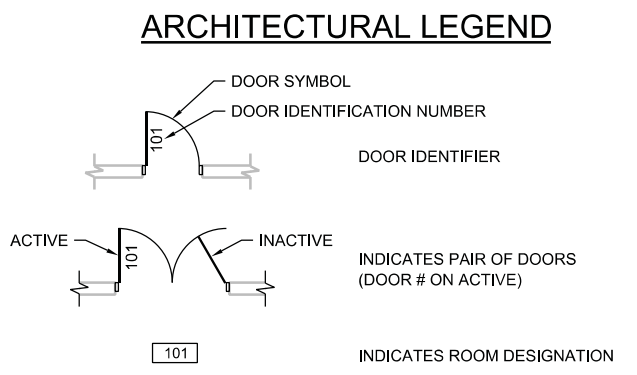 ARCHITECTURAL LEGEND
DOOR SYMBOL
DOOR IDENTIFICATION NUMBER
101
DOOR IDENTIFIER
ACTIVE
101
INACTIVE
INDICATES PAIR OF DOORS
(DOOR # ON ACTIVE)
101
INDICATES ROOM DESIGNATION